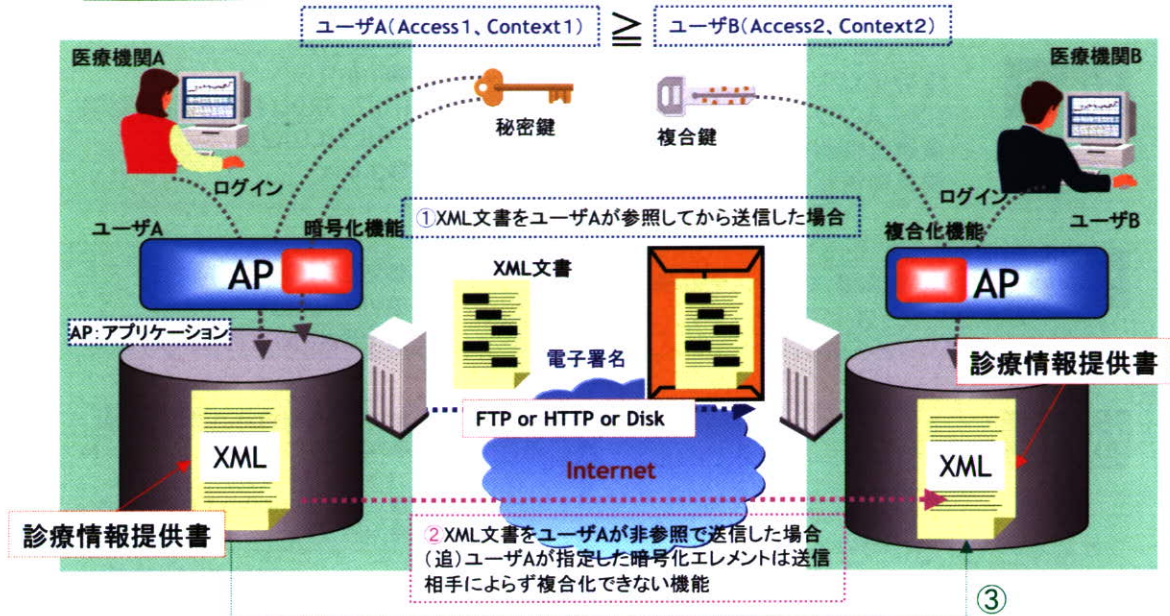 ユーザA(Access1、Context1) ≧ ユーザB(Access2、Context2)
医療機関A
医療機関B
秘密鍵
複合鍵
ログイン
ログイン
ユーザA
暗号化機能
①XML文書をユーザAが参照してから送信した場合
複合化機能
ユーザB
AP
XML文書
AP
AP:アプリケーション
電子署名
診療情報提供書
FTP or HTTP or Disk
XML
Internet
XML
診療情報提供書
②XML文書をユーザAが非参照で送信した場合
(追)ユーザAが指定した暗号化エレメントは送信
相手によらず複合化できない機能
③